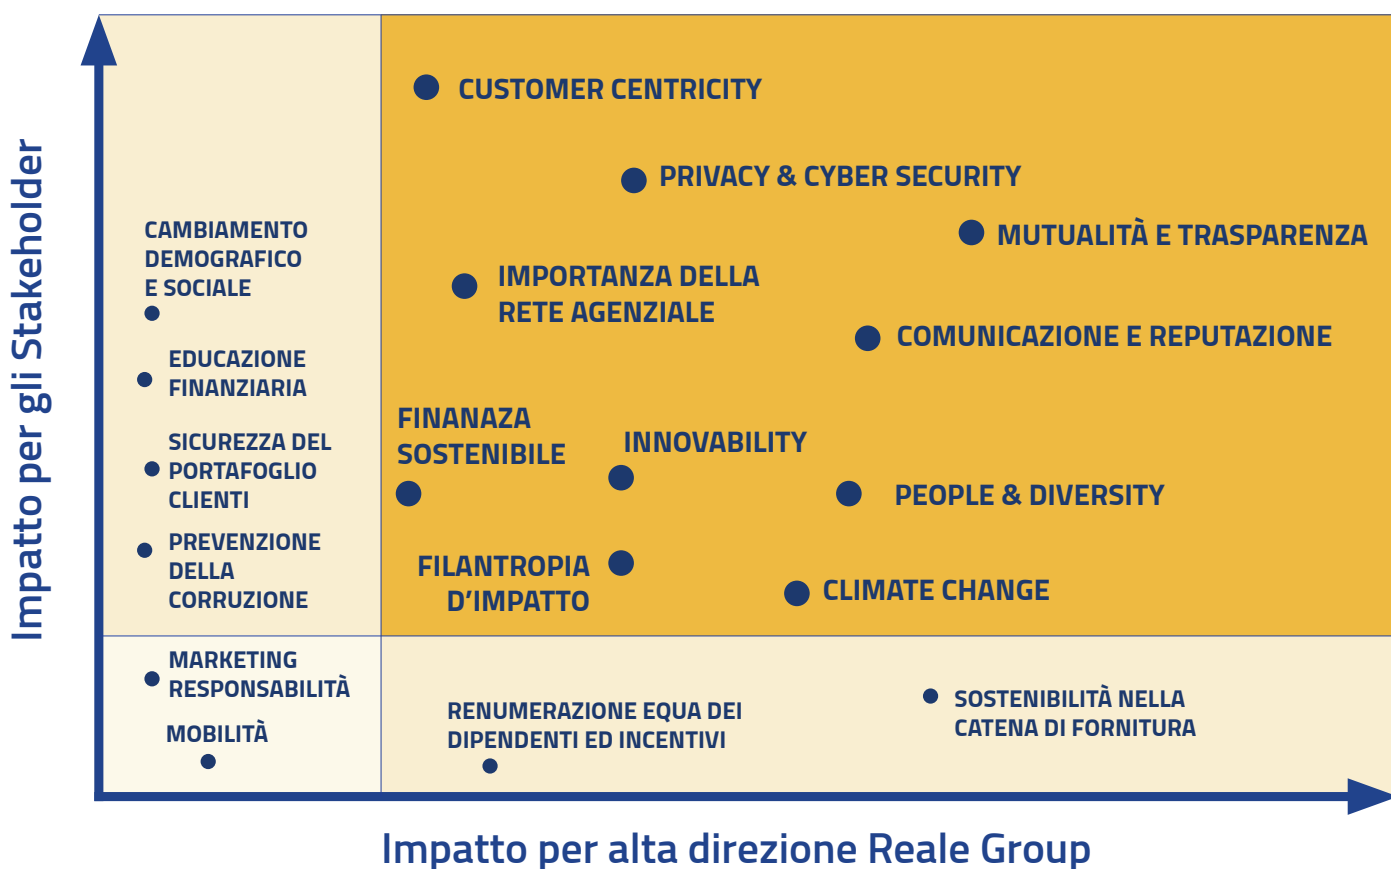 Impatto per gli Stakeholder
CUSTOMER CENTRICITY
PRIVACY & CYBER SECURITY
MUTUALITÀ E TRASPARENZA
CAMBIAMENTO
DEMOGRAFICO
E SOCIALE
IMPORTANZA DELLA
RETE AGENZIALE
COMUNICAZIONE E REPUTAZIONE
EDUCAZIONE
FINANZIARIA
FINANAZA
SOSTENIBILE
INNOVABILITY
SICUREZZA DEL
PORTAFOGLIO
CLIENTI
PEOPLE & DIVERSITY
PREVENZIONE
DELLA
CORRUZIONE
FILANTROPIA
D’IMPATTO
CLIMATE CHANGE
MARKETING
RESPONSABILITÀ
MOBILITÀ
RENUMERAZIONE EQUA DEI
DIPENDENTI ED INCENTIVI
SOSTENIBILITÀ NELLA
CATENA DI FORNITURA
Impatto per alta direzione Reale Group